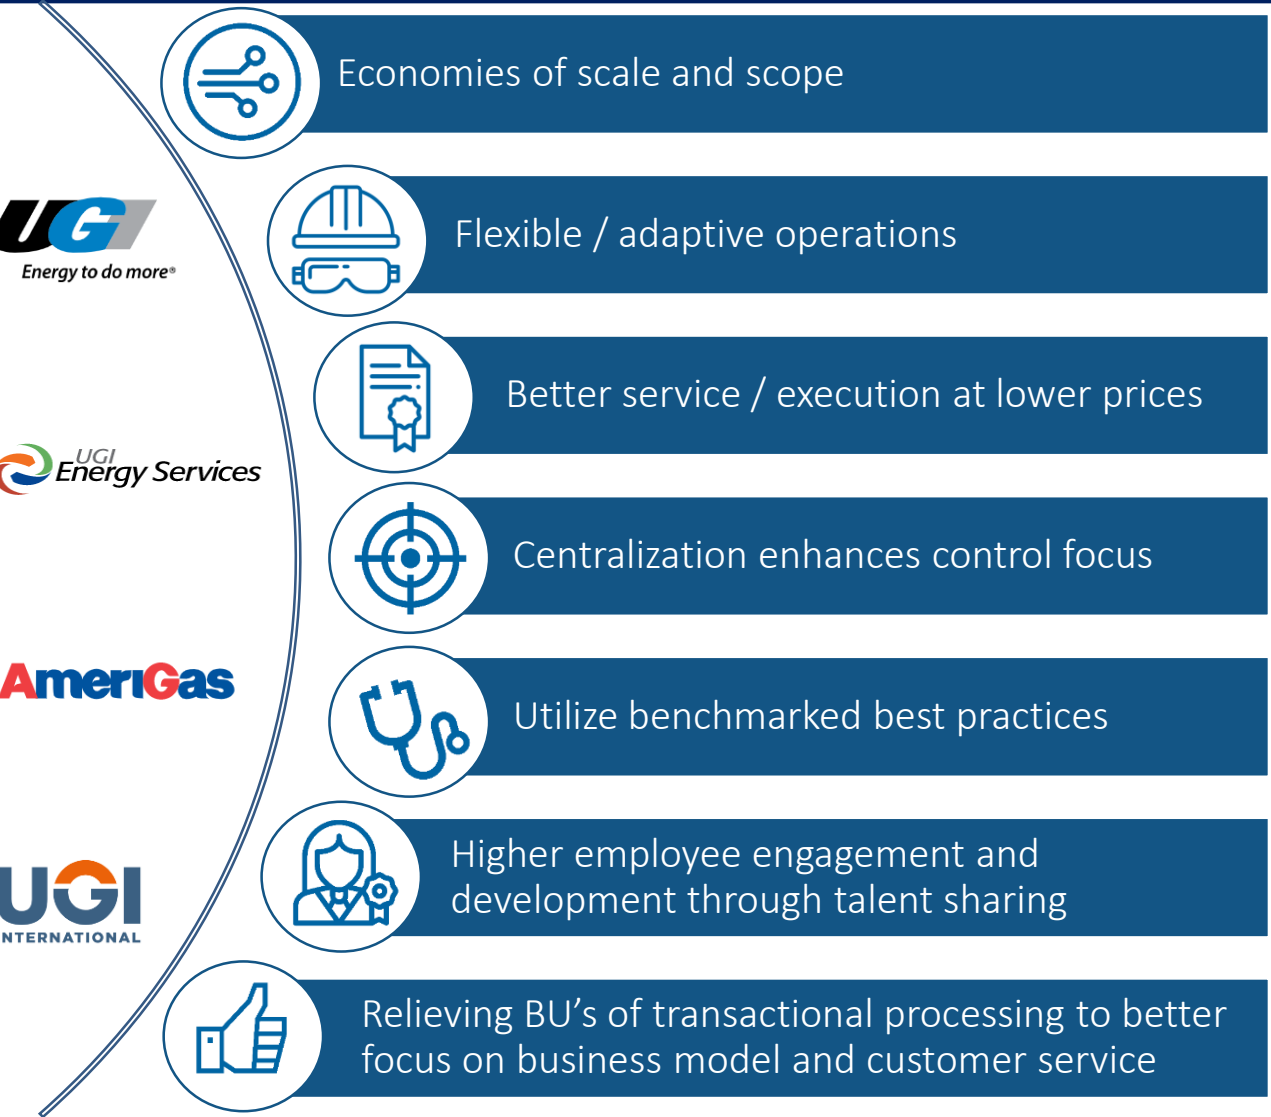 Economies of scale and scope
UGI
Energy to do more®
Flexible / adaptive operations
Better service / execution at lower prices
UGI
Energy Services
Centralization enhances control focus
AmeriGas
Utilize benchmarked best practices
Higher employee engagement and
development through talent sharing
UGI
INTERNATIONAL
Relieving BU’s of transactional processing to better
focus on business model and customer service